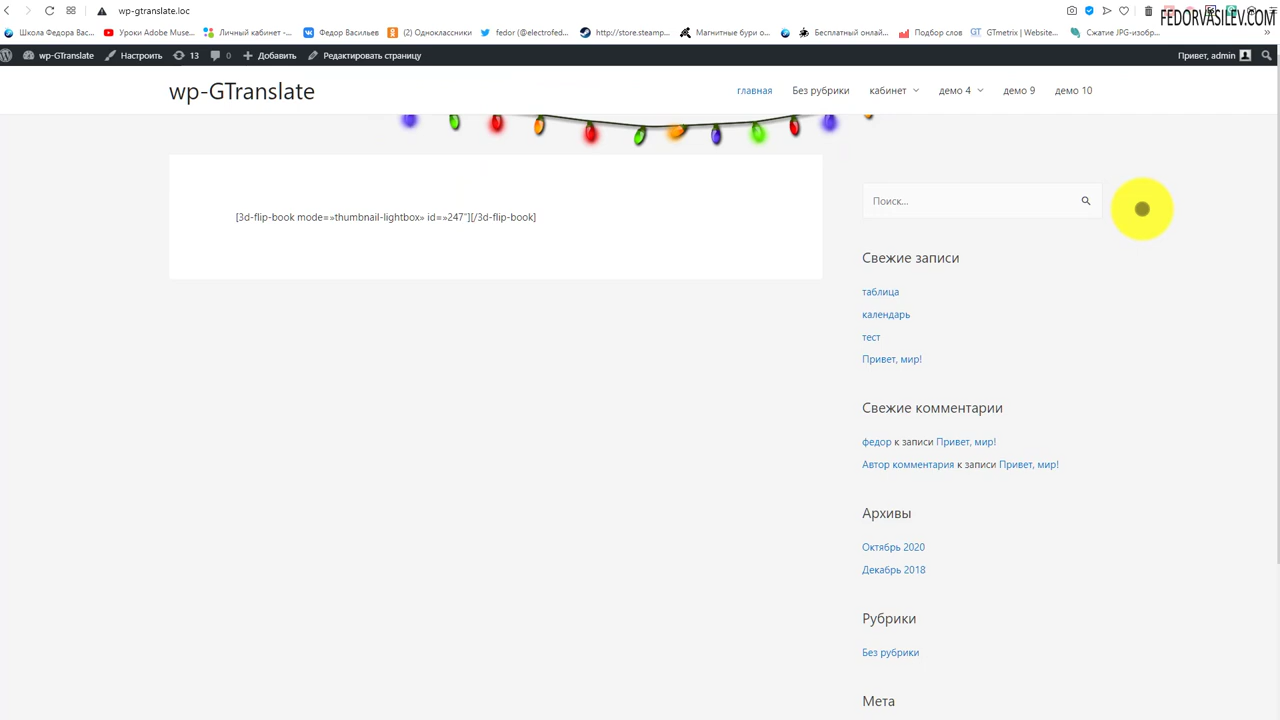 wp-gtranslate.loc
FEDORVASILEV.COM
Школа Федора Вас...
Уроки Adobe Muse...
Личный кабинет -...
Федор Васильев
(2) Одноклассники
fedor (@electrofed...
http://store.steamp...
Магнитные бури о...
Бесплатный онлай...
Подбор слов
GTmetrix | Website...
Сжатие JPG-изобр...
wp-GTranslate
Настроить
13
0
Добавить
Редактировать страницу
Привет, admin
wp-GTranslate
главная
Без рубрики
кабинет
демо 4
демо 9
демо 10
[3d-flip-book mode=»thumbnail-lightbox» id=»247″][/3d-flip-book]
Поиск...
Свежие записи
таблица
календарь
тест
Привет, мир!
Свежие комментарии
федор к записи Привет, мир!
Автор комментария к записи Привет, мир!
Архивы
Октябрь 2020
Декабрь 2018
Рубрики
Без рубрики
Мета